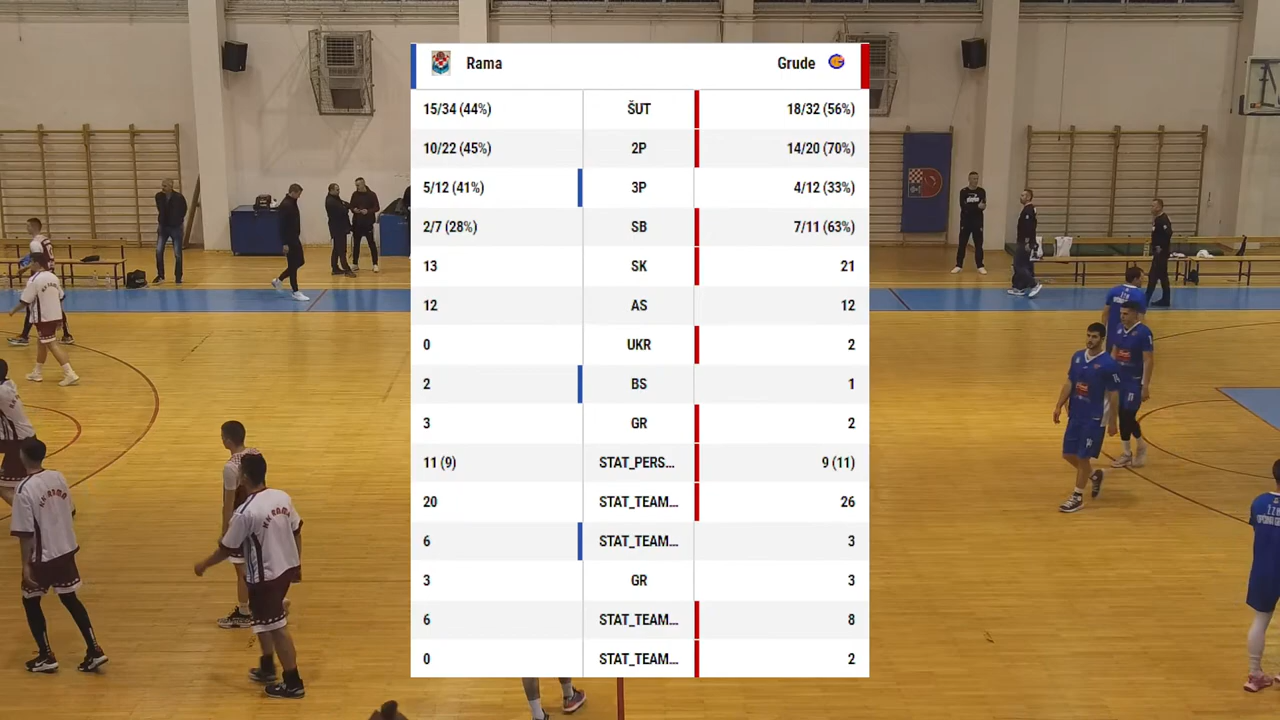 Rama Grude
15/34 (44%) ŠUT 18/32 (56%)
10/22 (45%) 2P 14/20 (70%)
5/12 (41%) 3P 4/12 (33%)
2/7 (28%) SB 7/11 (63%)
13 SK 21
12 AS 12
0 UKR 2
2 BS 1
3 GR 2
11 (9) STAT_PERS... 9 (11)
20 STAT_TEAM... 26
6 STAT_TEAM... 3
3 GR 3
6 STAT_TEAM... 8
0 STAT_TEAM... 2
KK RAMA